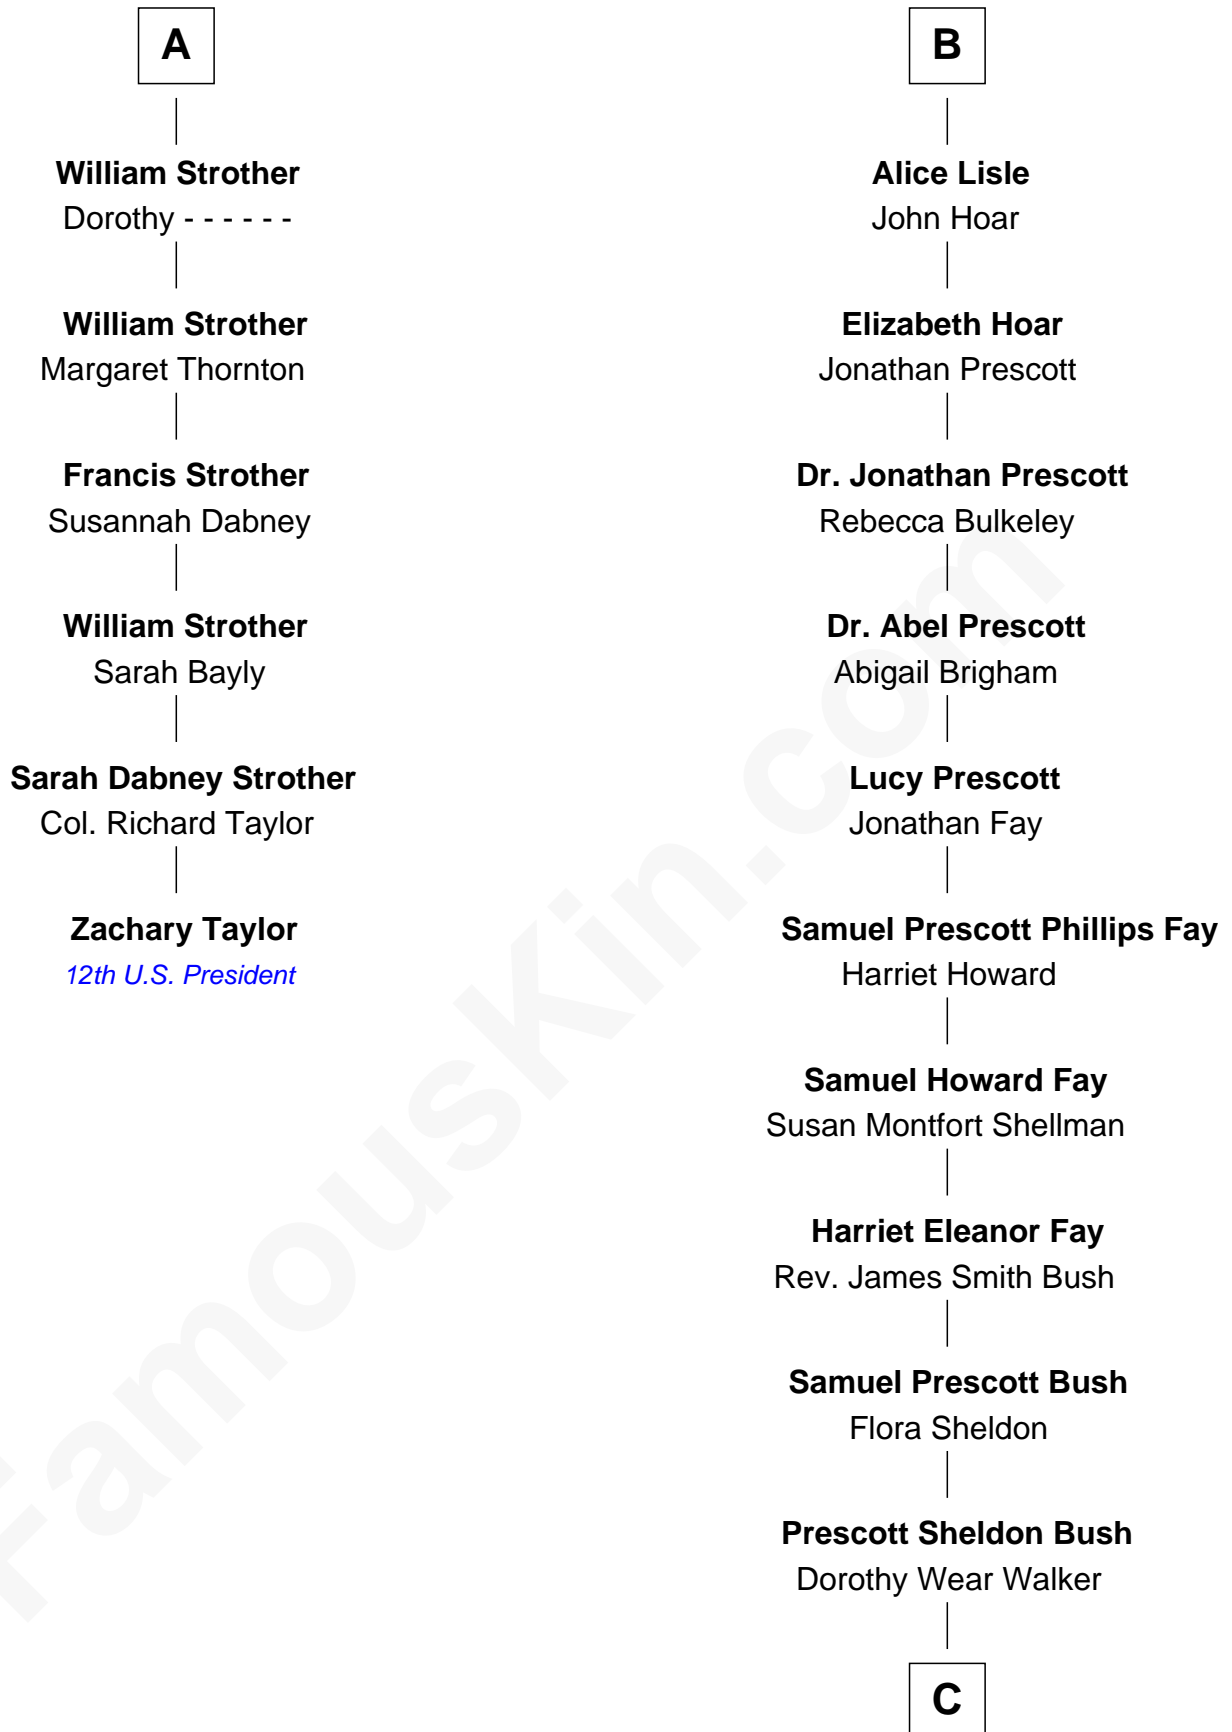 A
William Strother
Dorothy - - - - - -
William Strother
Margaret Thornton
Francis Strother
Susannah Dabney
William Strother
Sarah Bayly
Sarah Dabney Strother
Col. Richard Taylor
Zachary Taylor
12th U.S. President
B
Alice Lisle
John Hoar
Elizabeth Hoar
Jonathan Prescott
Dr. Jonathan Prescott
Rebecca Bulkeley
Dr. Abel Prescott
Abigail Brigham
Lucy Prescott
Jonathan Fay
Samuel Prescott Phillips Fay
Harriet Howard
Samuel Howard Fay
Susan Montfort Shellman
Harriet Eleanor Fay
Rev. James Smith Bush
Samuel Prescott Bush
Flora Sheldon
Prescott Sheldon Bush
Dorothy Wear Walker
C
FamousKin.com